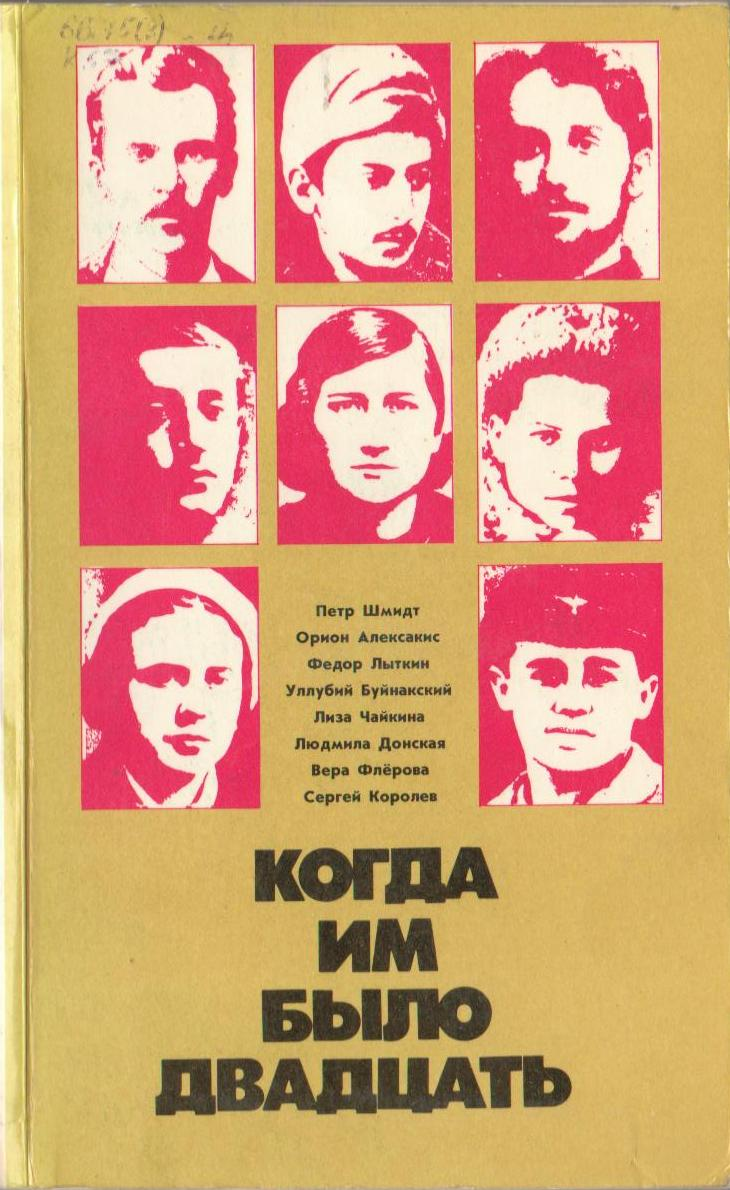 Петр Шмидт
Орион Алексакис
Федор Лыткин
Уллубий Буйнакский
Лиза Чайкина
Людмила Донская
Вера Флёрова
Сергей Королев
КОГДА
ИМ
БЫЛО
ДВАДЦАТЬ